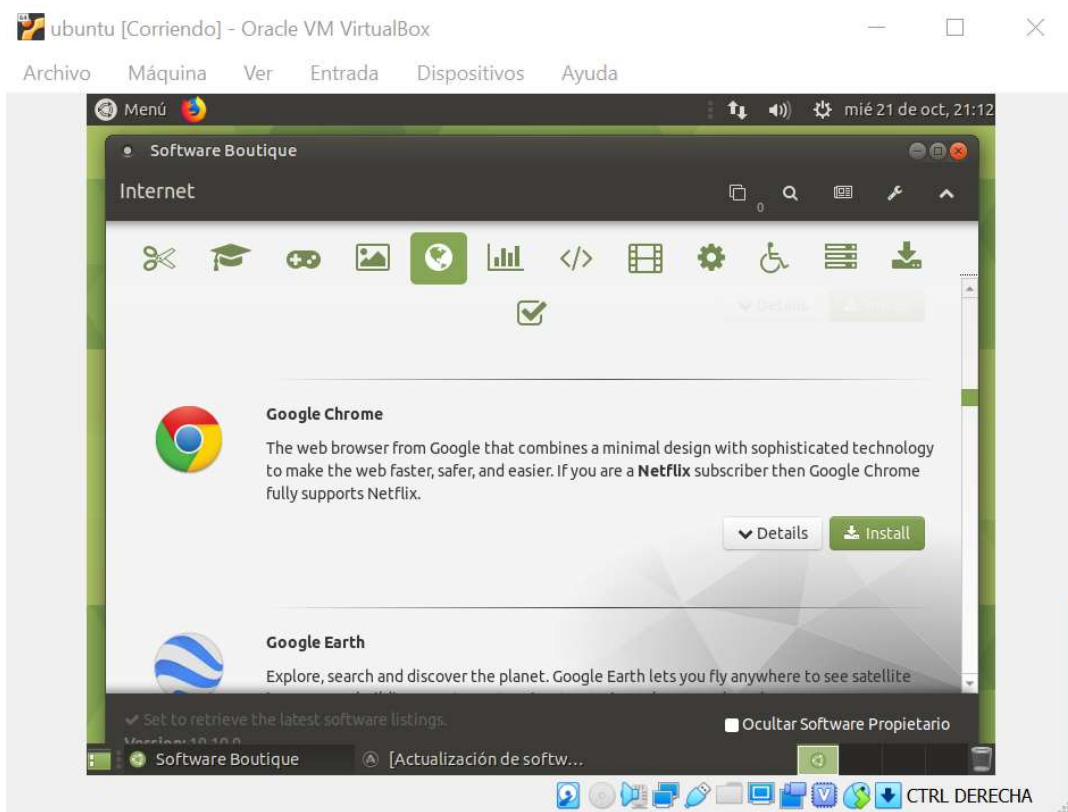 ubuntu [Corriendo] - Oracle VM VirtualBox
Archivo Máquina Ver Entrada Dispositivos Ayuda
Menú mié 21 de oct, 21:12
Software Boutique
Internet
0
Details
Google Chrome
The web browser from Google that combines a minimal design with sophisticated technology
to make the web faster, safer, and easier. If you are a Netflix subscriber then Google Chrome
fully supports Netflix.
Details Install
Google Earth
Explore, search and discover the planet. Google Earth lets you fly anywhere to see satellite
Set to retrieve the latest software listings.
Ocultar Software Propietario
Software Boutique [Actualización de softw...
CTRL DERECHA